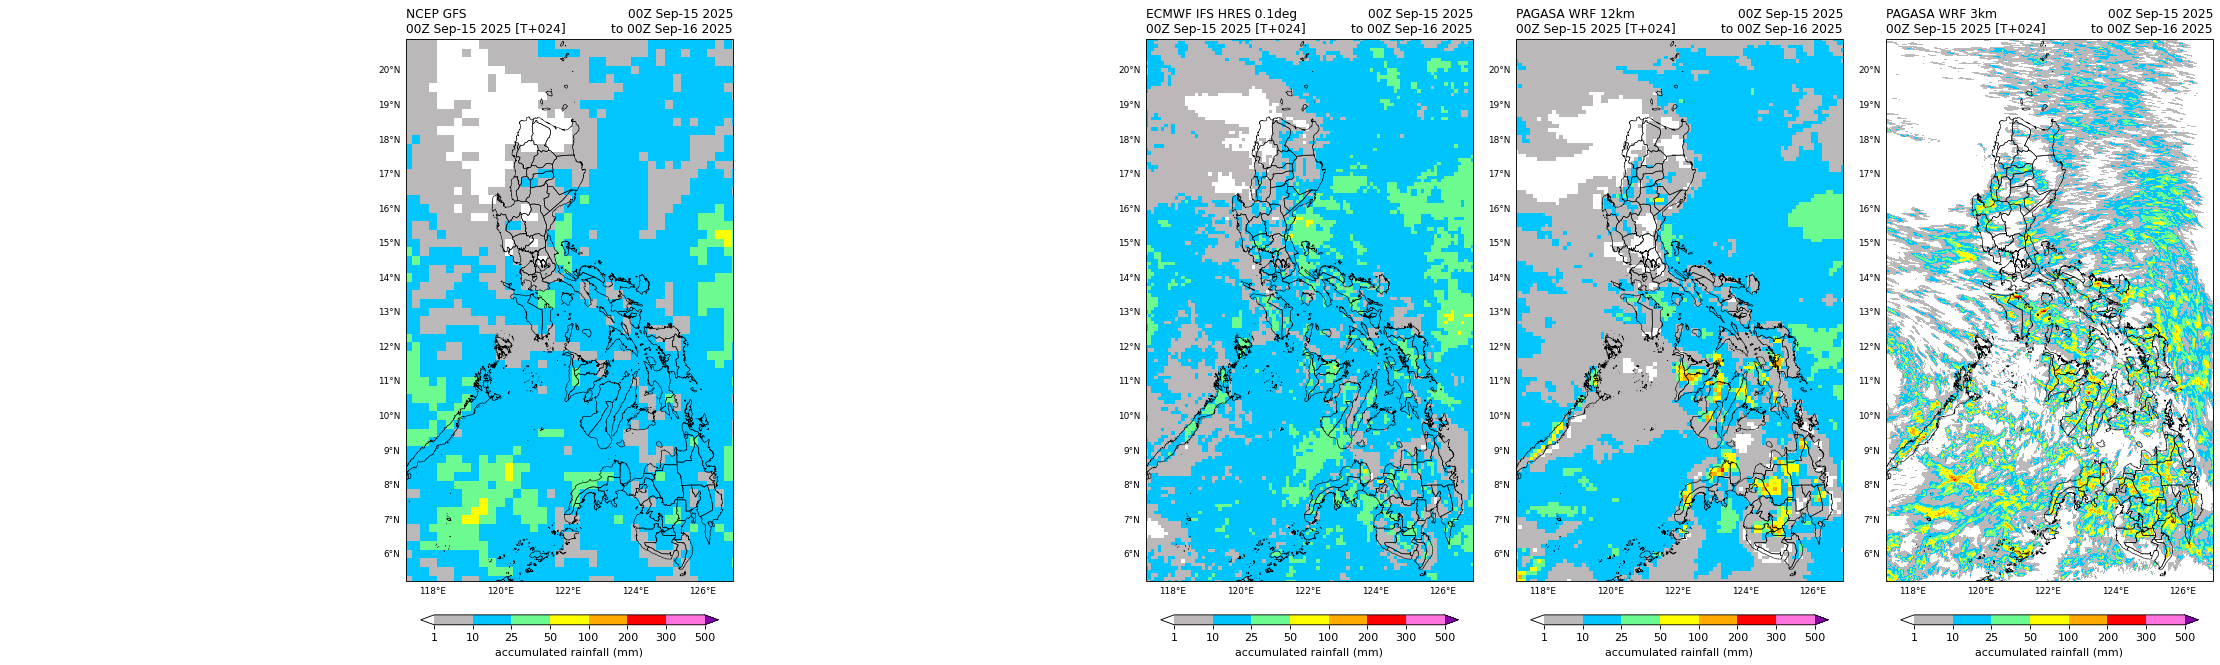 NCEP GFS 00Z Sep-15 2025
00Z Sep-15 2025 [T+024] to 00Z Sep-16 2025
20°N
19°N
18°N
17°N
16°N
15°N
14°N
13°N
12°N
11°N
10°N
9°N
8°N
7°N
6°N
118°E 120°E 122°E 124°E 126°E
1 10 25 50 100 200 300 500
accumulated rainfall (mm)
ECMWF IFS HRES 0.1deg 00Z Sep-15 2025
00Z Sep-15 2025 [T+024] to 00Z Sep-16 2025
20°N
19°N
18°N
17°N
16°N
15°N
14°N
13°N
12°N
11°N
10°N
9°N
8°N
7°N
6°N
118°E 120°E 122°E 124°E 126°E
1 10 25 50 100 200 300 500
accumulated rainfall (mm)
PAGASA WRF 12km 00Z Sep-15 2025
00Z Sep-15 2025 [T+024] to 00Z Sep-16 2025
20°N
19°N
18°N
17°N
16°N
15°N
14°N
13°N
12°N
11°N
10°N
9°N
8°N
7°N
6°N
118°E 120°E 122°E 124°E 126°E
1 10 25 50 100 200 300 500
accumulated rainfall (mm)
PAGASA WRF 3km 00Z Sep-15 2025
00Z Sep-15 2025 [T+024] to 00Z Sep-16 2025
20°N
19°N
18°N
17°N
16°N
15°N
14°N
13°N
12°N
11°N
10°N
9°N
8°N
7°N
6°N
118°E 120°E 122°E 124°E 126°E
1 10 25 50 100 200 300 500
accumulated rainfall (mm)